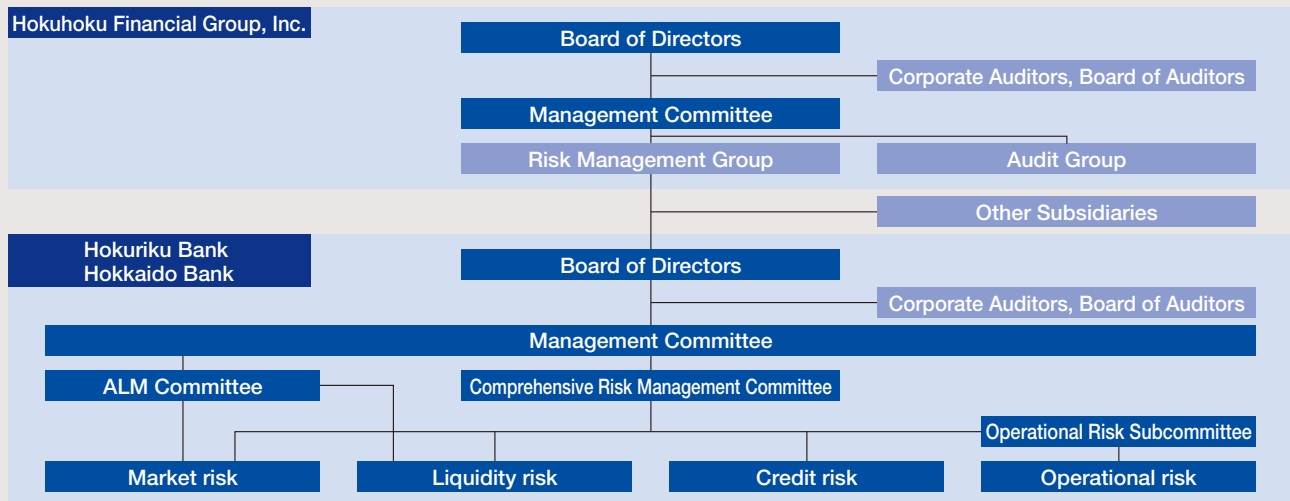 Hokuhoku Financial Group, Inc.
Board of Directors
Corporate Auditors, Board of Auditors
Management Committee
Risk Management Group
Audit Group
Other Subsidiaries
Hokuriku Bank
Hokkaido Bank
Board of Directors
Corporate Auditors, Board of Auditors
Management Committee
ALM Committee
Comprehensive Risk Management Committee
Operational Risk Subcommittee
Market risk
Liquidity risk
Credit risk
Operational risk